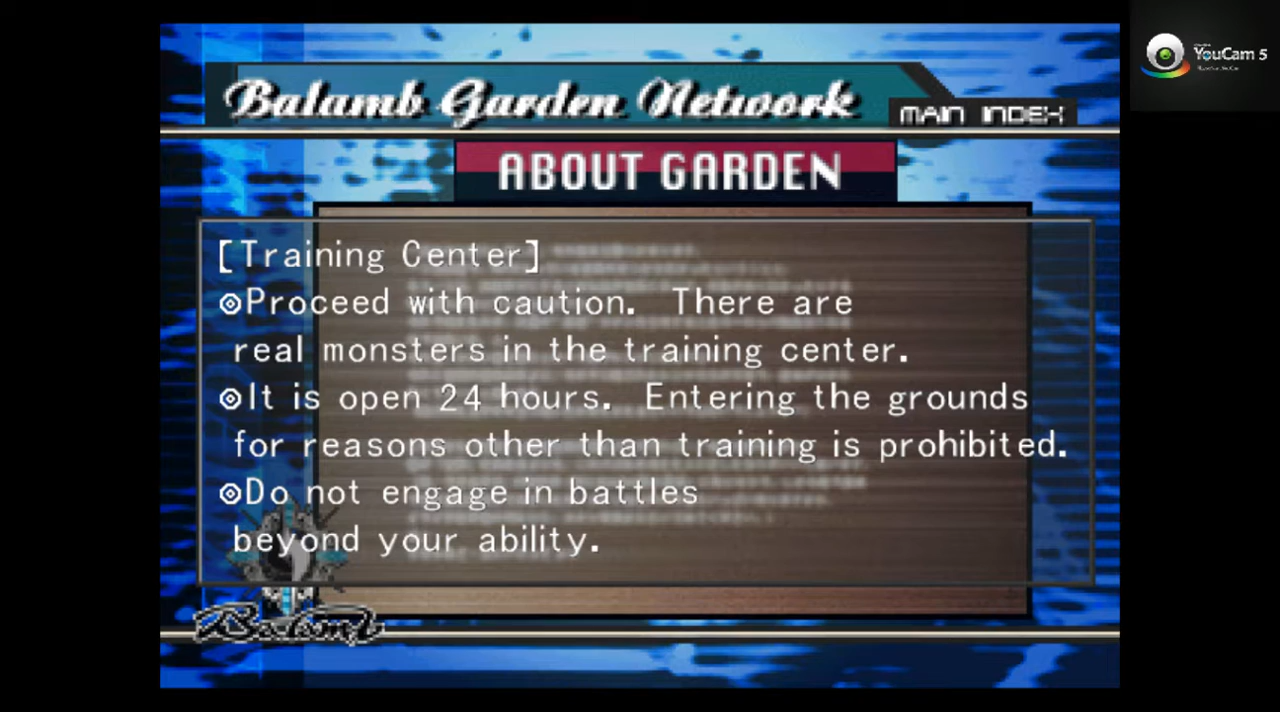 Balamb Garden Network
MAIN INDEX
YouCam 5
ABOUT GARDEN
[Training Center]
◎Proceed with caution. There are
real monsters in the training center.
◎It is open 24 hours. Entering the grounds
for reasons other than training is prohibited.
◎Do not engage in battles
beyond your ability.
Balamb